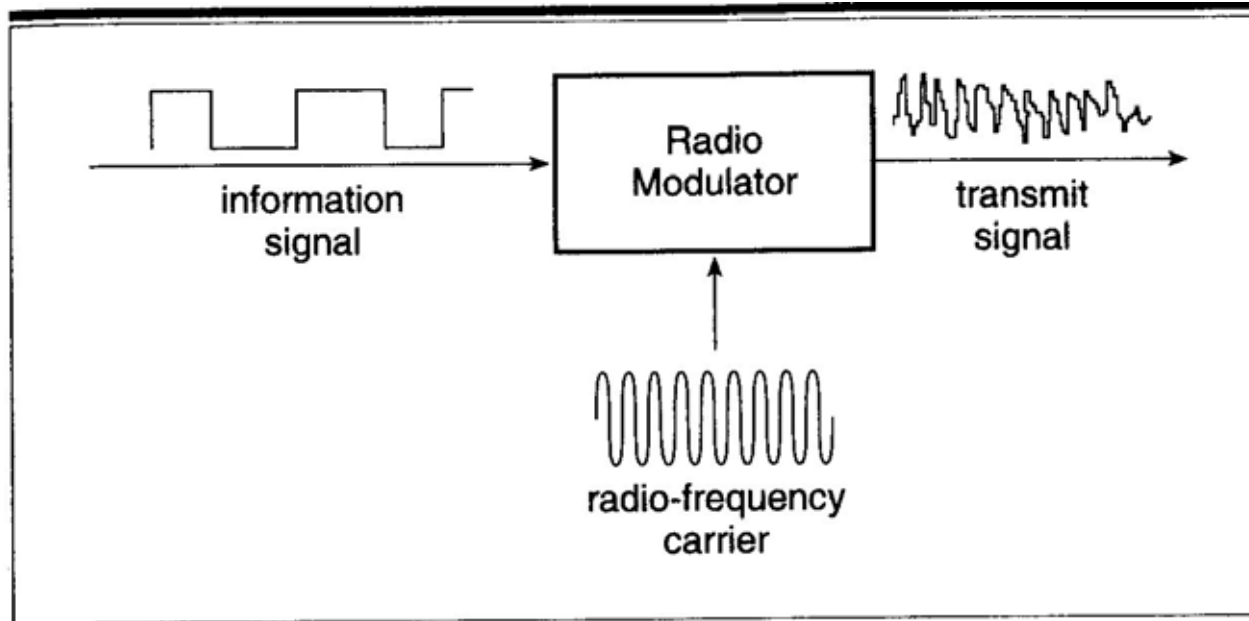 Radio
Modulator
information
signal
transmit
signal
radio-frequency
carrier